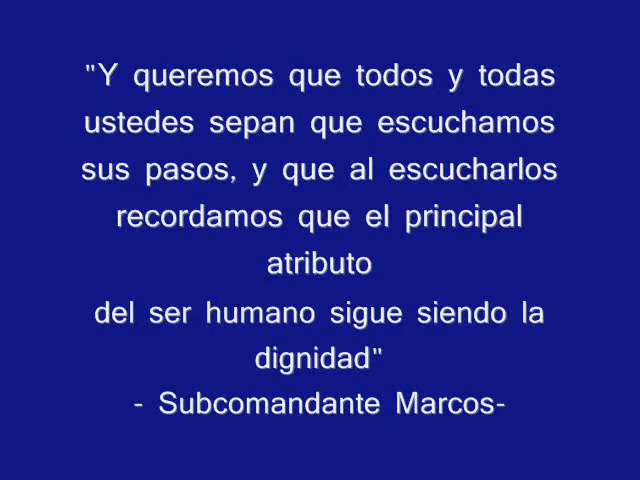 "Y queremos que todos y todas
ustedes sepan que escuchamos
sus pasos, y que al escucharlos
recordamos que el principal
atributo
del ser humano sigue siendo la
dignidad"
- Subcomandante Marcos-